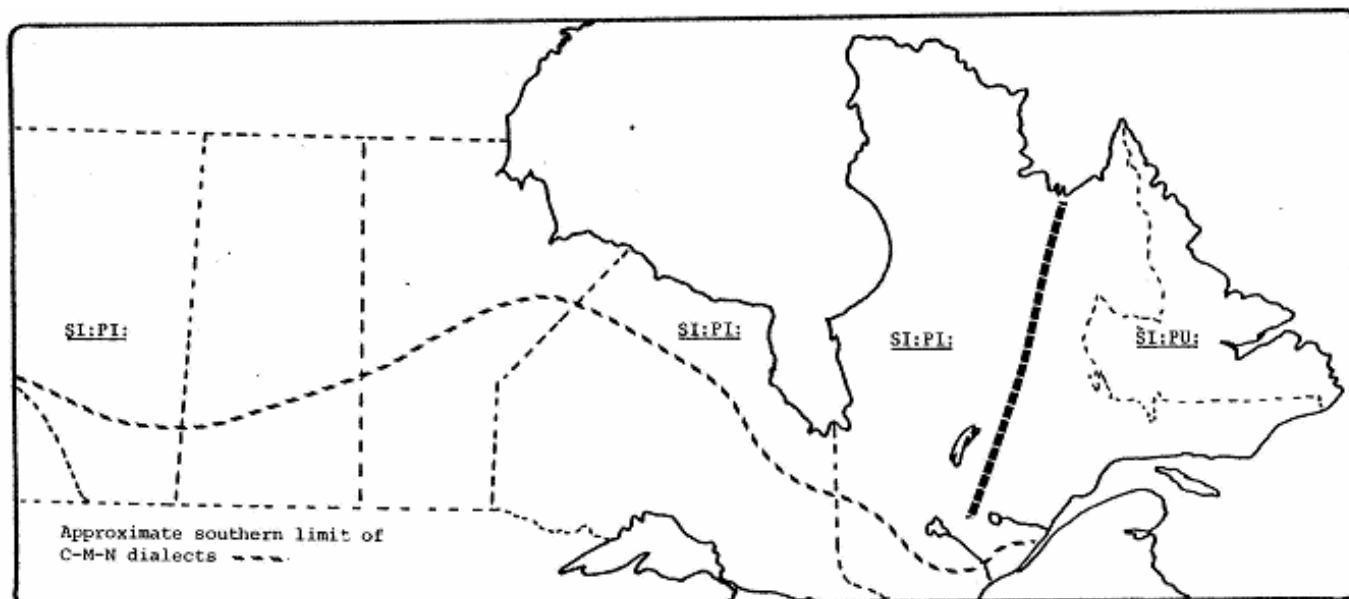 SI:PI:
SI:PI:
SI:PI:
SI:PU:
Approximate southern limit of
C-M-N dialects